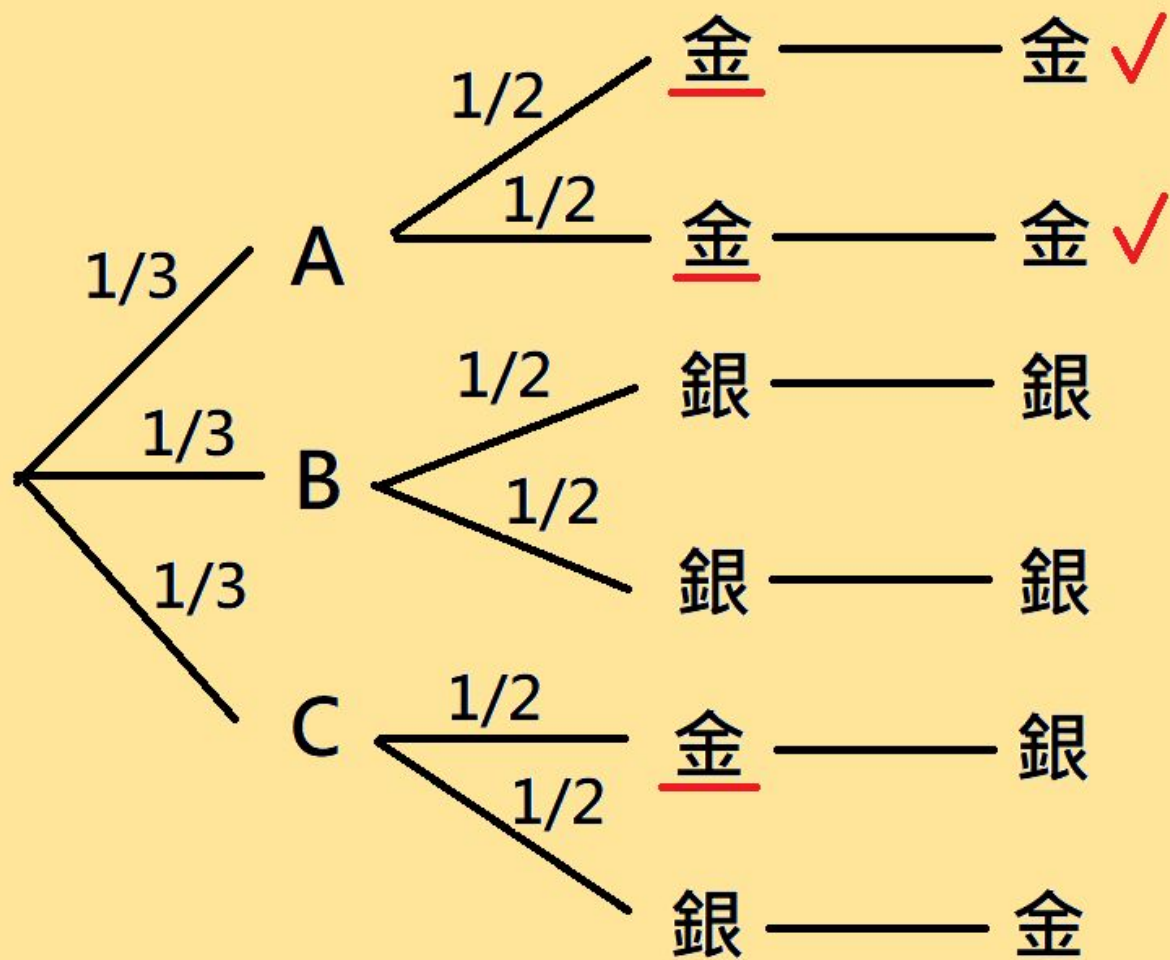 1/2 金 金
1/2 金 金
1/3 A
1/2 銀 銀
1/3 B
1/2
1/3 銀 銀
1/2 金 銀
C
1/2
銀 金